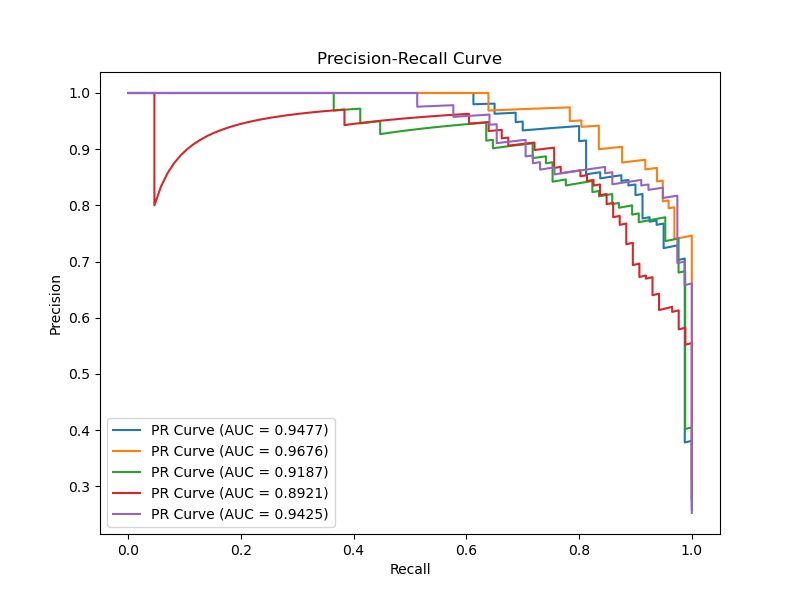 Precision-Recall Curve
1.0
0.9
0.8
0.7
0.6
0.5
0.4
0.3
Precision
PR Curve (AUC = 0.9477)
PR Curve (AUC = 0.9676)
PR Curve (AUC = 0.9187)
PR Curve (AUC = 0.8921)
PR Curve (AUC = 0.9425)
0.0 0.2 0.4 0.6 0.8 1.0
Recall